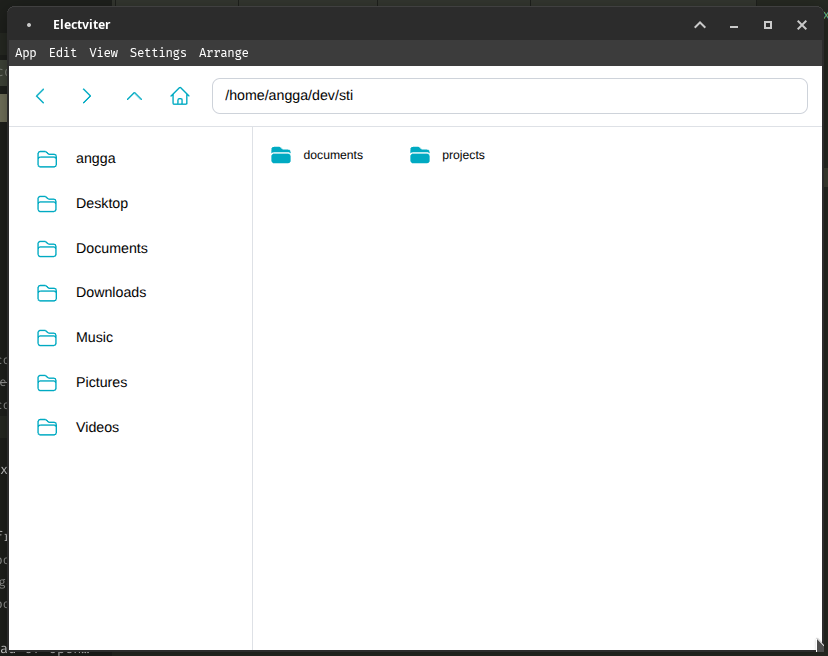 Electviter
App Edit View Settings Arrange
/home/angga/dev/sti
angga
Desktop
Documents
Downloads
Music
Pictures
Videos
documents projects